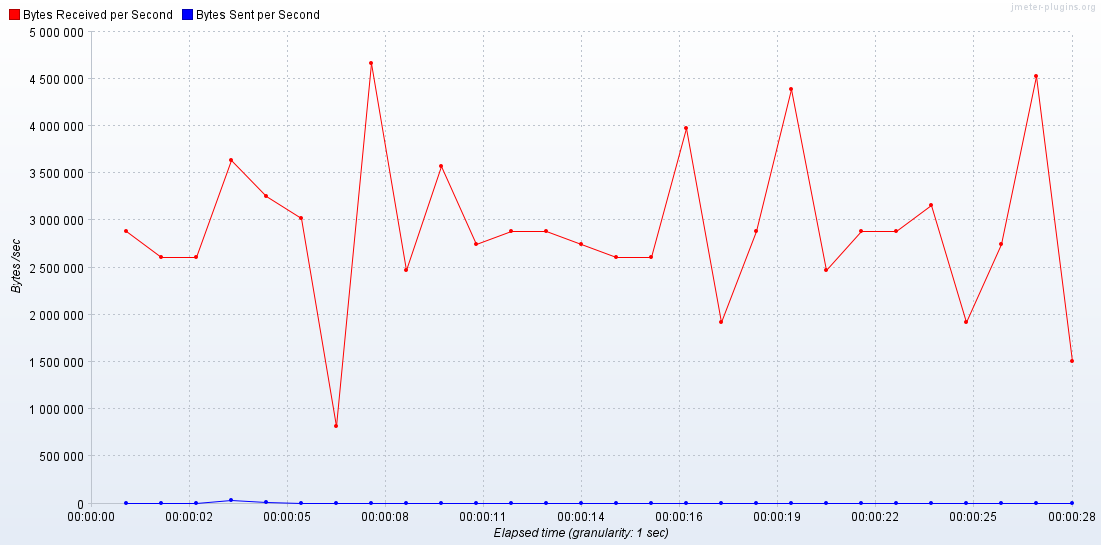 jmeter-plugins.org
Bytes Received per Second Bytes Sent per Second
5 000 000
4 500 000
4 000 000
3 500 000
3 000 000
2 500 000
2 000 000
1 500 000
1 000 000
500 000
0
Bytes /sec
00:00:00 00:00:02 00:00:05 00:00:08 00:00:11 00:00:14 00:00:16 00:00:19 00:00:22 00:00:25 00:00:28
Elapsed time (granularity: 1 sec)